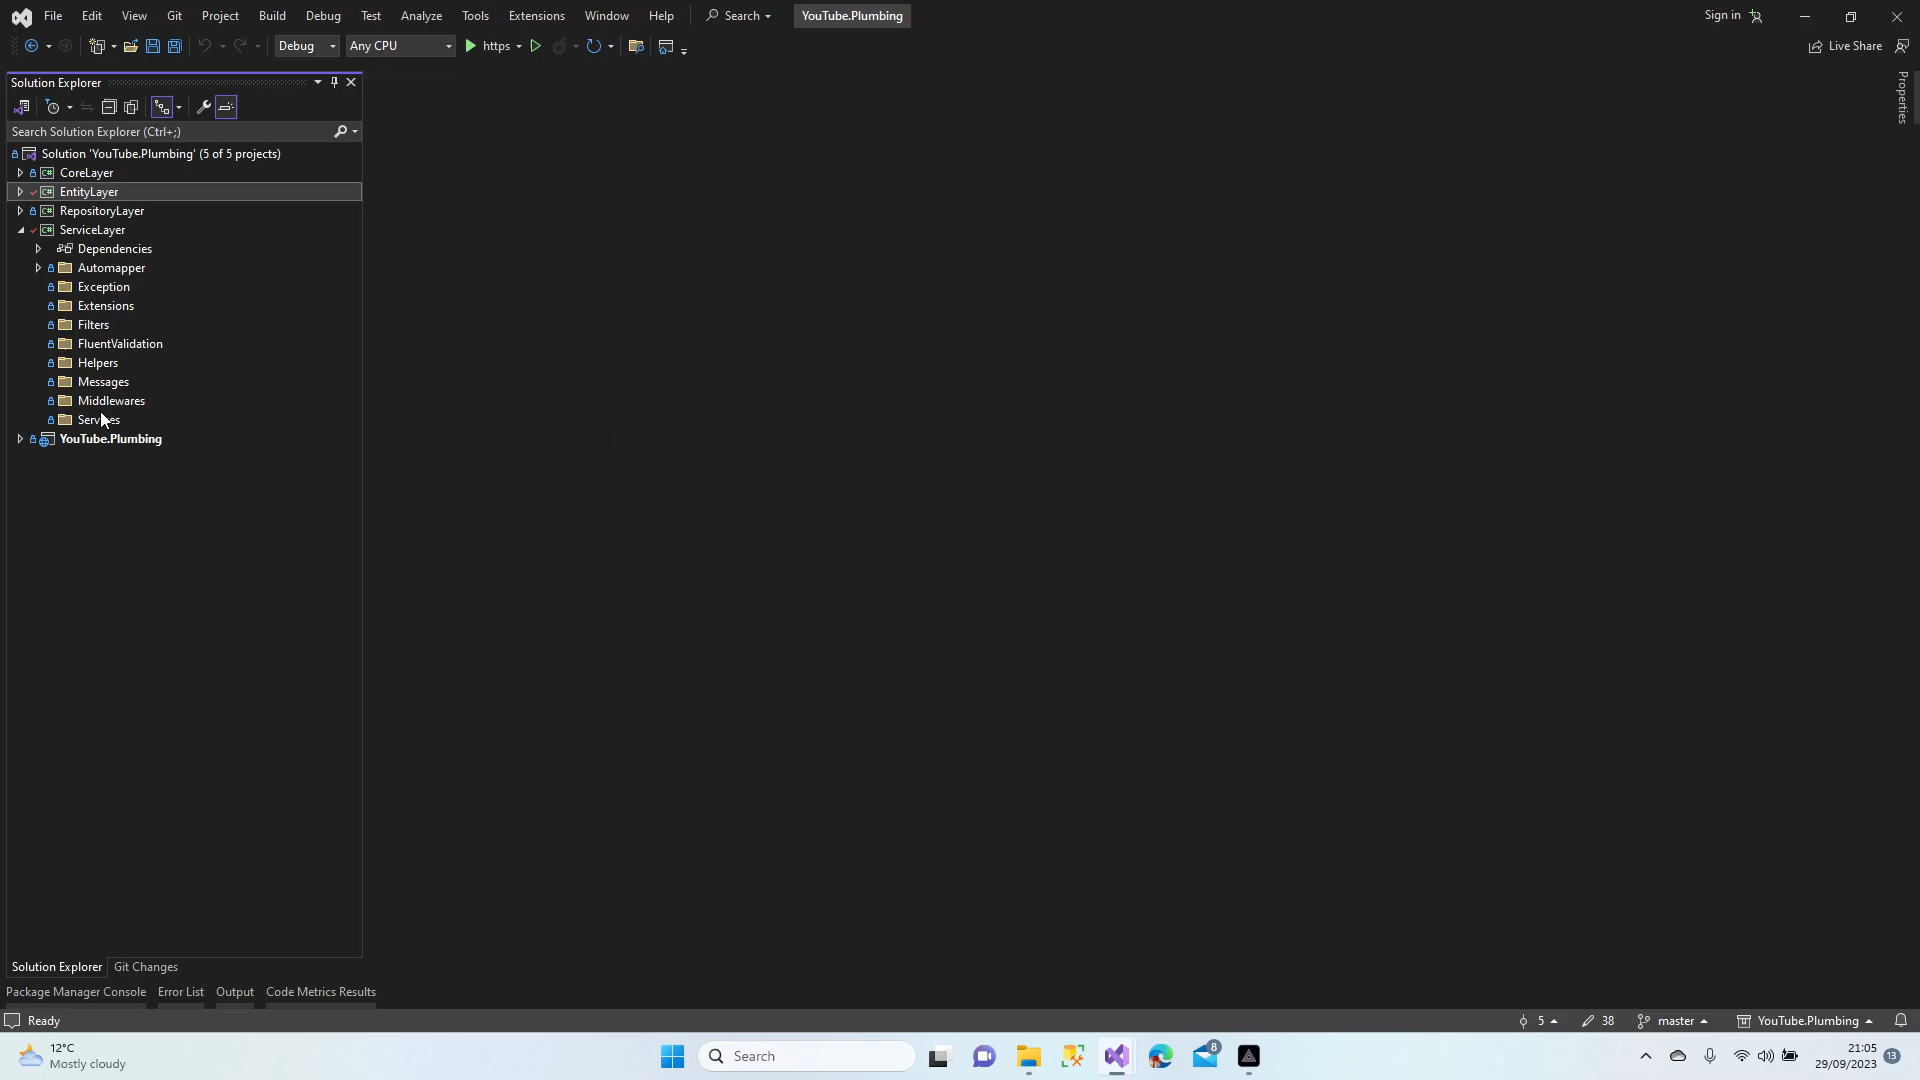 File Edit View Git Project Build Debug Test Analyze Tools Extensions Window Help Search YouTube.Plumbing Sign in
Debug Any CPU https Live Share
Properties
Solution Explorer
Search Solution Explorer (Ctrl+;)
Solution 'YouTube.Plumbing' (5 of 5 projects)
C# CoreLayer
C# EntityLayer
C# RepositoryLayer
C# ServiceLayer
Dependencies
Automapper
Exception
Extensions
Filters
FluentValidation
Helpers
Messages
Middlewares
Services
YouTube.Plumbing
Solution Explorer Git Changes
Package Manager Console Error List Output Code Metrics Results
Ready 5 38 master YouTube.Plumbing
12°C
Mostly cloudy
Search
8
21:05
29/09/2023
13